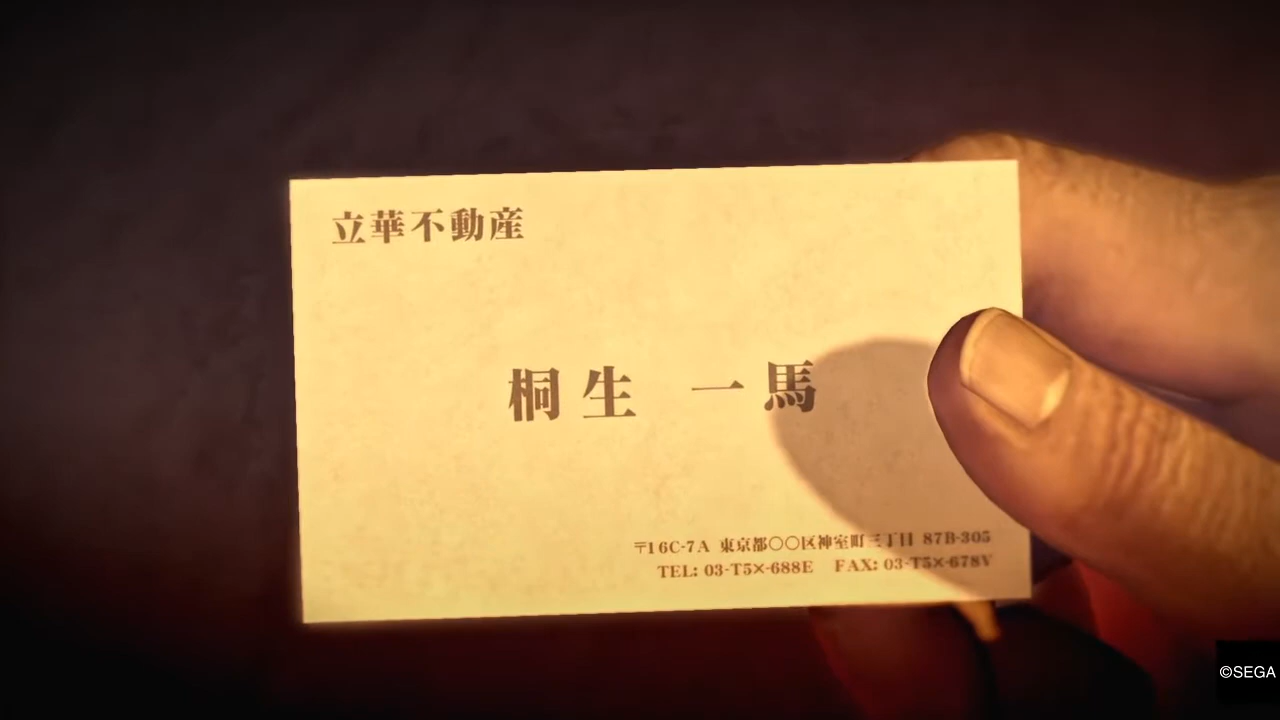 立華不動産
桐生 一馬
〒16C-7A 東京都〇〇区神室町三丁目 87B-305
TEL: 03-T5×-688E FAX: 03-T5×-678V
©SEGA